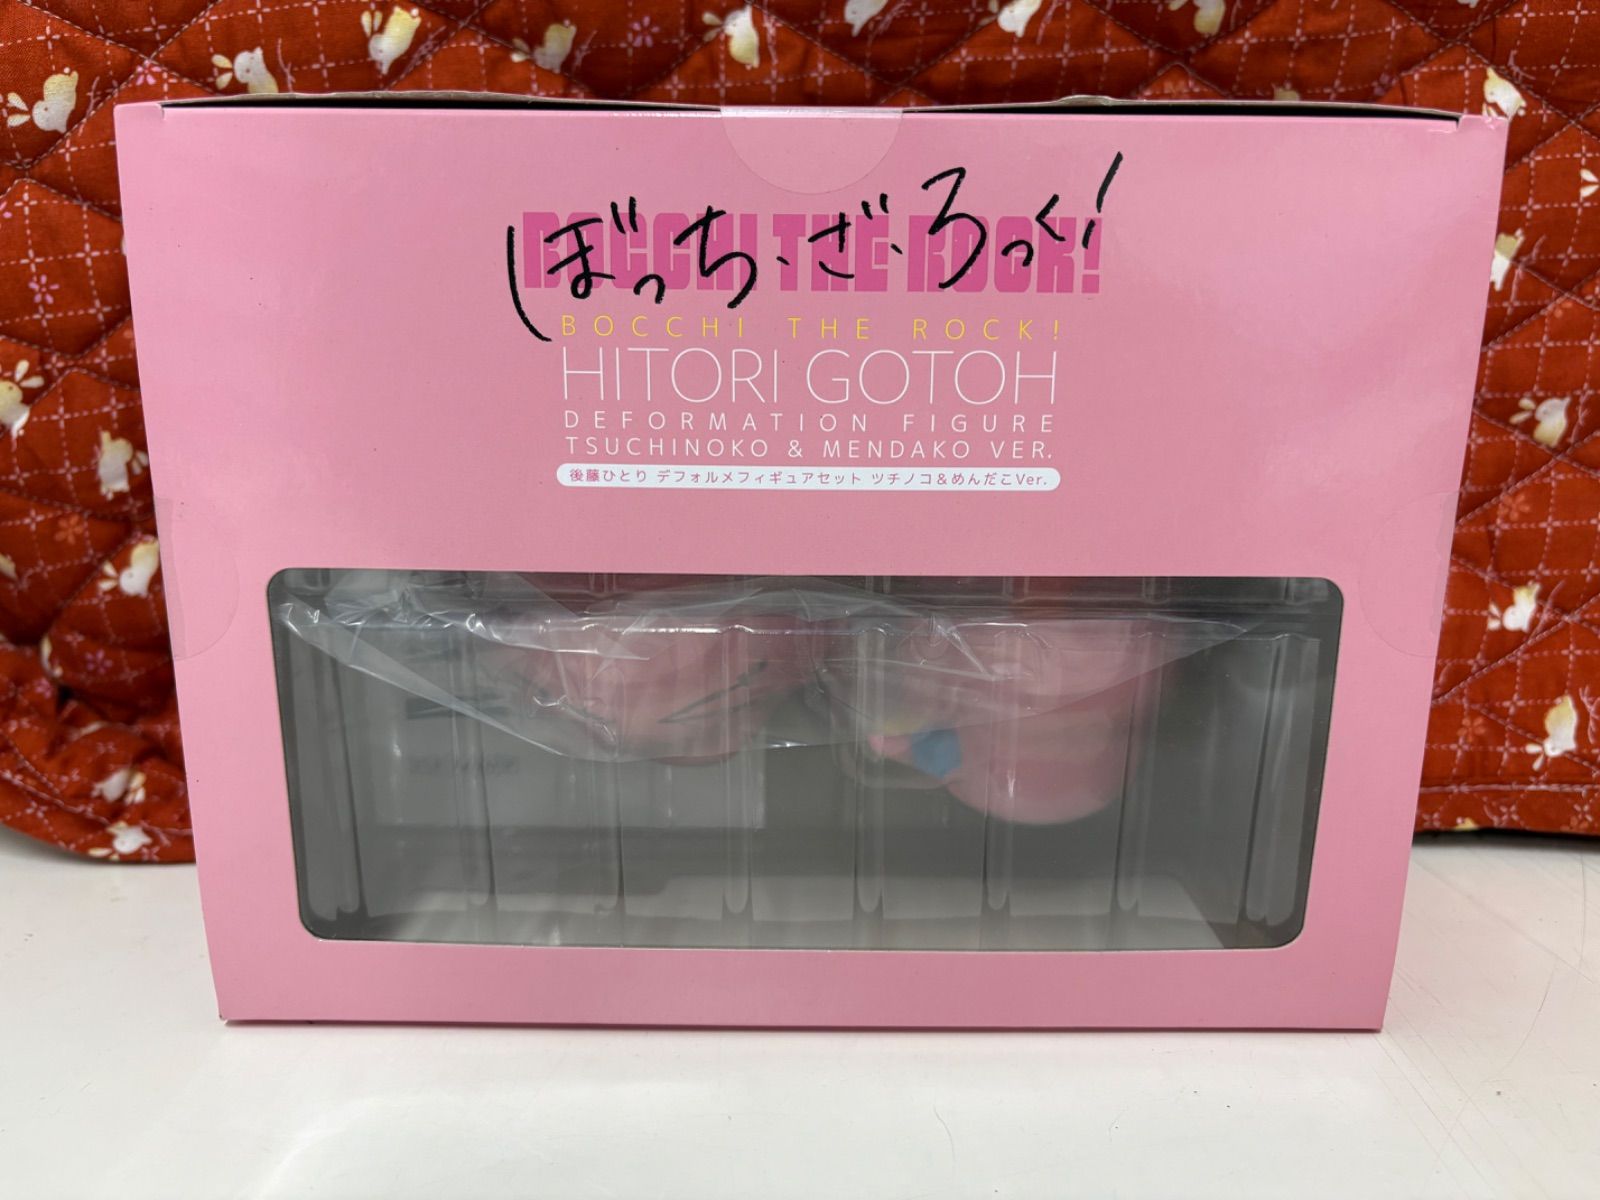 BOCCHI THE ROCK!
ぼっち・ざ・ろっく!
BOCCHI THE ROCK!
HITORI GOTOH
DEFORMATION FIGURE
TSUCHINOKO & MENDAKO VER.
後藤ひとり デフォルメフィギュアセット ツチノコ&めんだこVer.